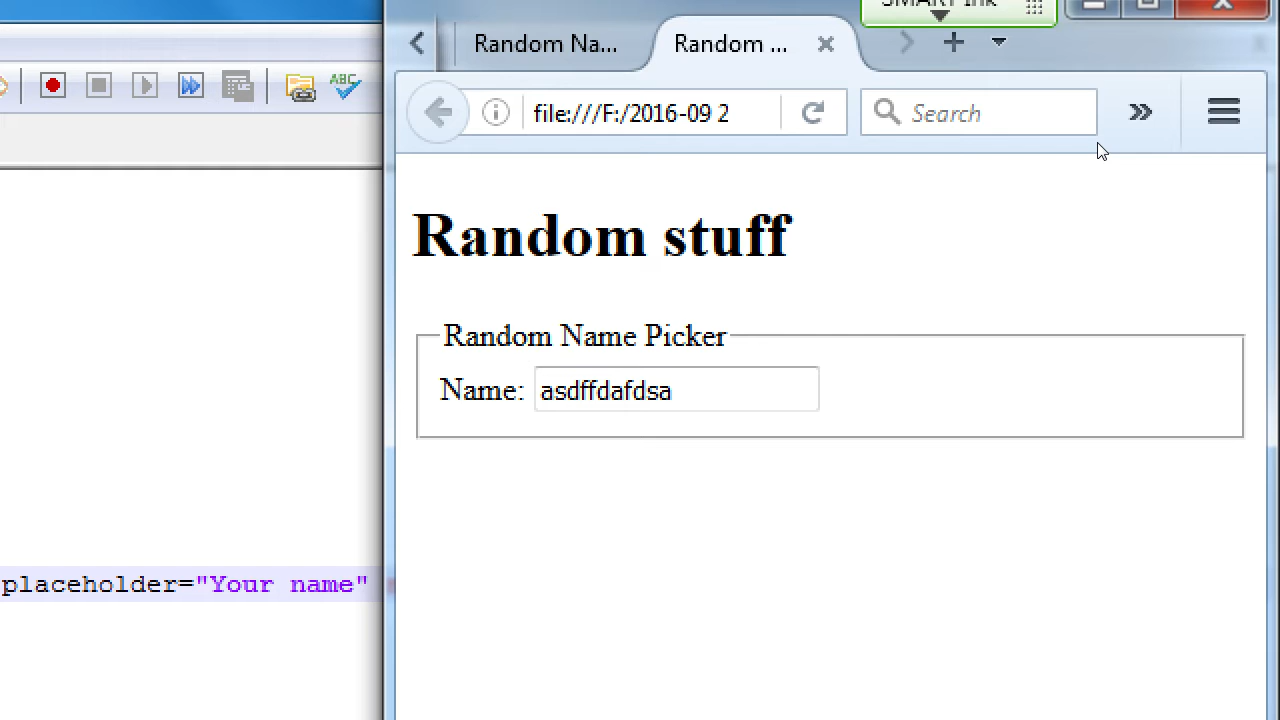 SMART Ink
Random Na...
Random ...
file:///F:/2016-09 2
Search
ABC
Random stuff
Random Name Picker
Name: asdffdafdsa
placeholder="Your name"